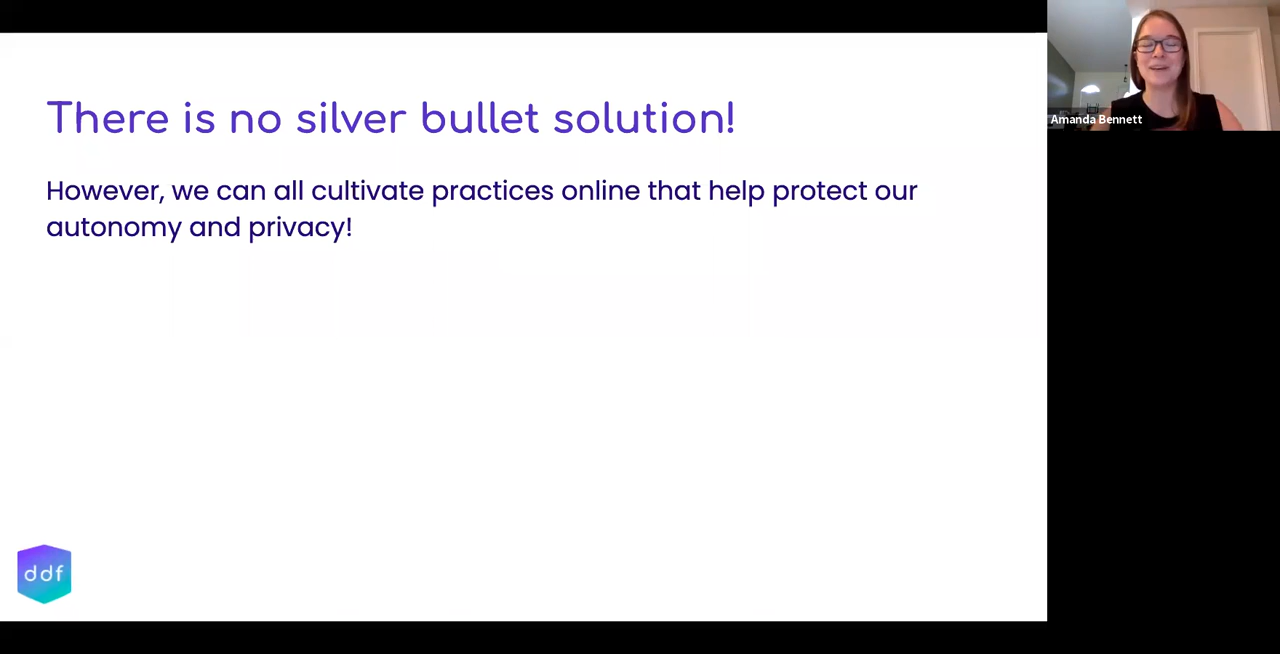 There is no silver bullet solution!
However, we can all cultivate practices online that help protect our
autonomy and privacy!
ddf
Amanda Bennett